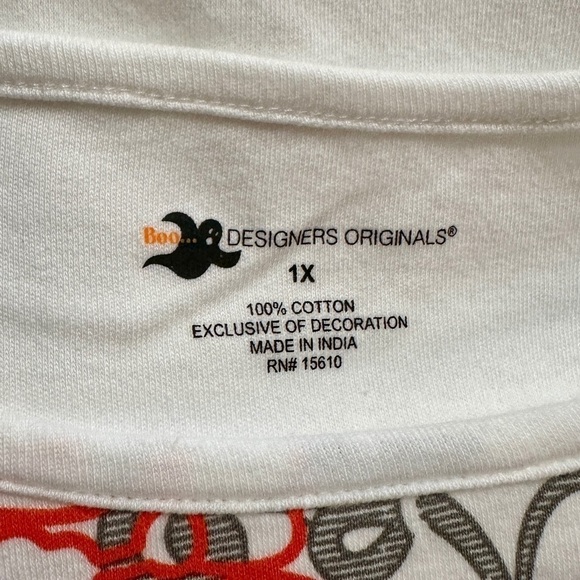 Boo... DESIGNERS ORIGINALS®
1X
100% COTTON
EXCLUSIVE OF DECORATION
MADE IN INDIA
RN# 15610